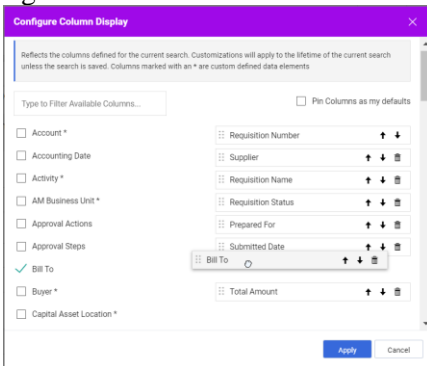 Configure Column Display
Reflects the columns defined for the current search. Customizations will apply to the lifetime of the current search
unless the search is saved. Columns marked with an * are custom defined data elements
Type to Filter Available Columns...
Pin Columns as my defaults
Account *
Accounting Date
Activity *
AM Business Unit *
Approval Actions
Approval Steps
Bill To
Buyer *
Capital Asset Location *
Requisition Number
Supplier
Requisition Name
Requisition Status
Prepared For
Submitted Date
Bill To
Total Amount
Apply
Cancel